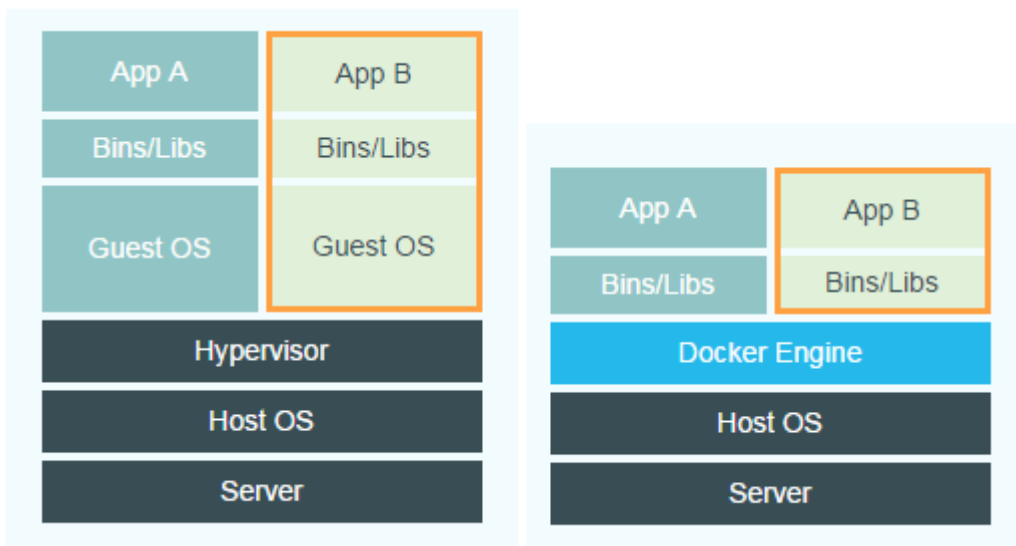 App A
App B
Bins/Libs
Bins/Libs
Guest OS
Guest OS
Hypervisor
Host OS
Server
App A
App B
Bins/Libs
Bins/Libs
Docker Engine
Host OS
Server